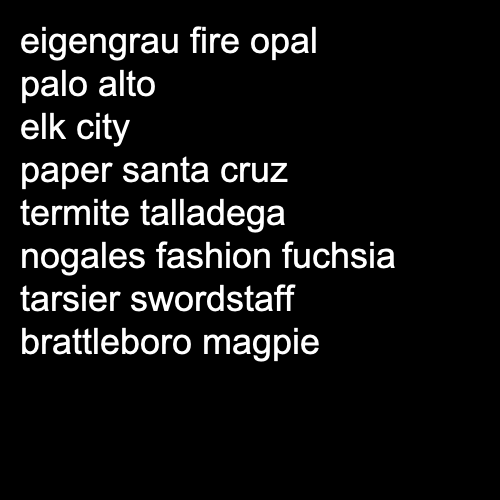 eigengrau fire opal
palo alto
elk city
paper santa cruz
termite talladega
nogales fashion fuchsia
tarsier swordstaff
brattleboro magpie